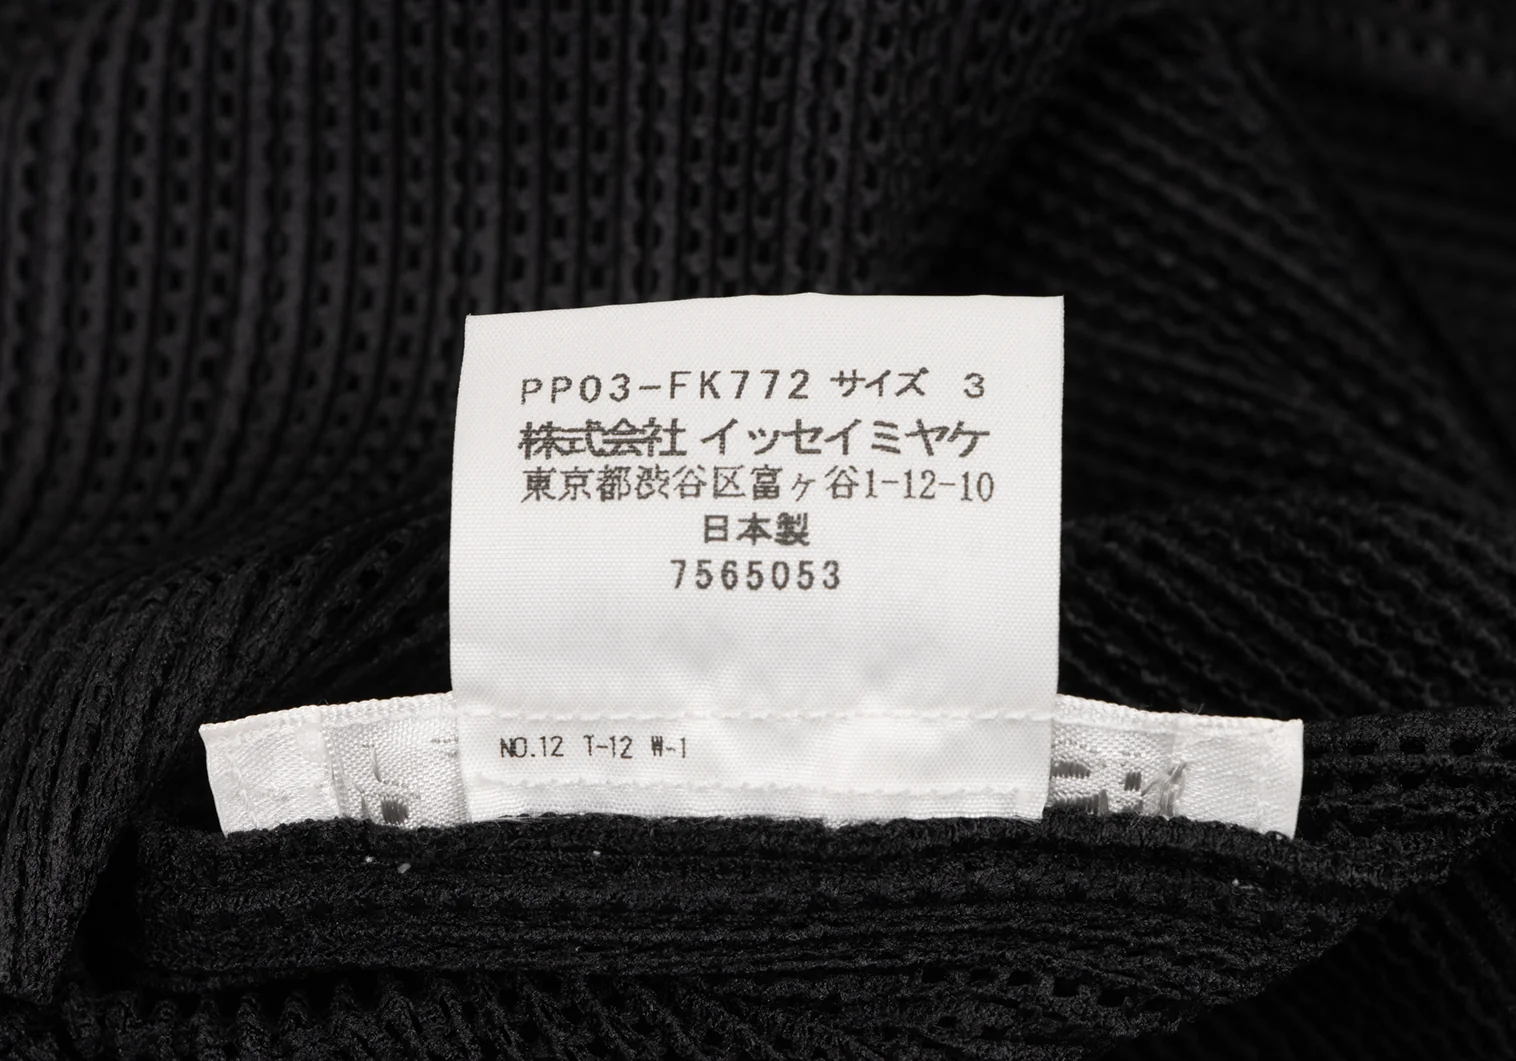 PP03-FK772 サイズ 3
株式会社 イッセイミヤケ
東京都渋谷区富ヶ谷1-12-10
日本製
7565053
NO.12 T-12 W-1